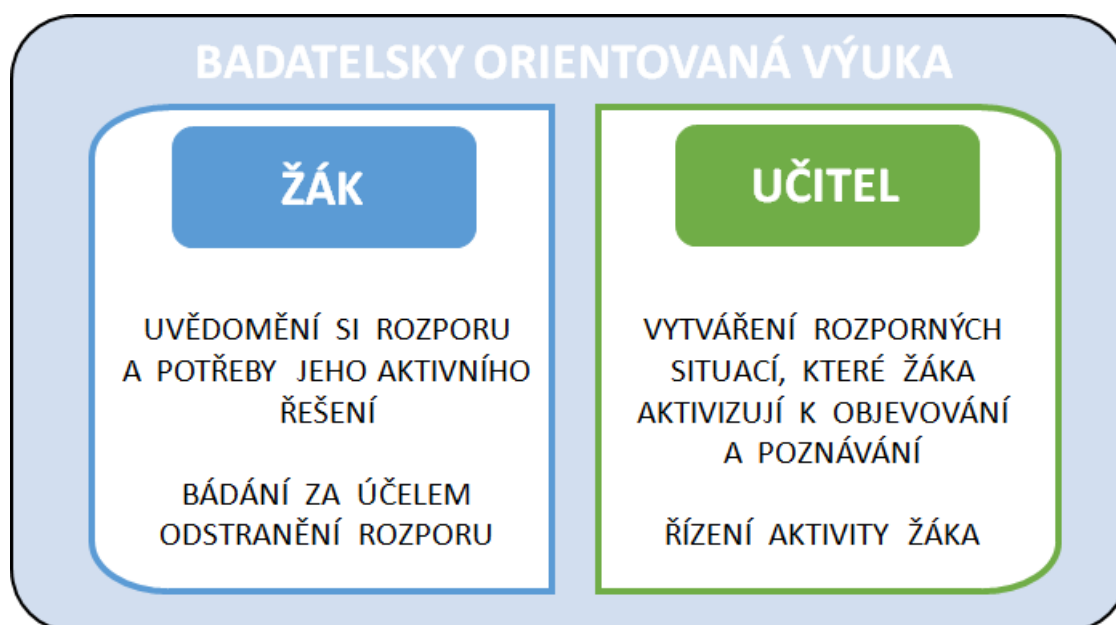 BADATELSKY ORIENTOVANÁ VÝUKA
ŽÁK
UVĚDOMĚNÍ SI ROZPORU
A POTŘEBY JEHO AKTIVNÍHO
ŘEŠENÍ
BÁDÁNÍ ZA ÚČELEM
ODSTRANĚNÍ ROZPORU
UČITEL
VYTVÁŘENÍ ROZPORNÝCH
SITUACÍ, KTERÉ ŽÁKA
AKTIVIZUJÍ K OBJEVOVÁNÍ
A POZNÁVÁNÍ
ŘÍZENÍ AKTIVITY ŽÁKA